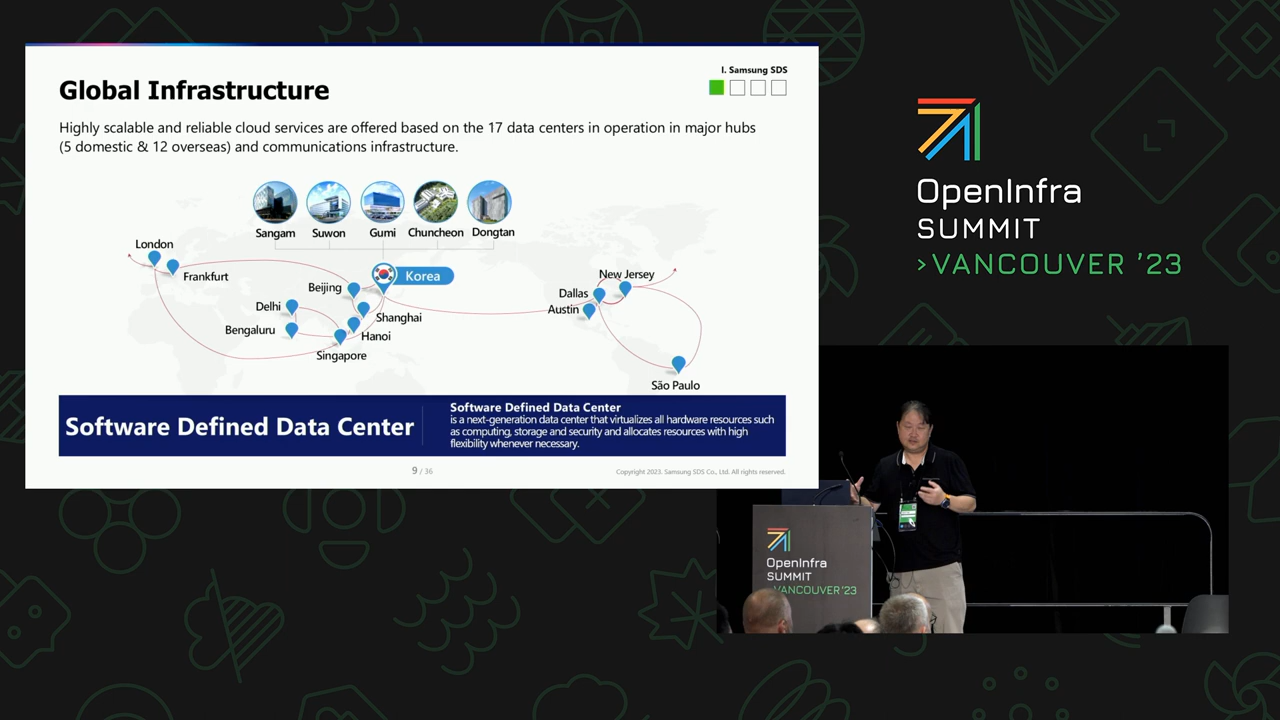 I. Samsung SDS
Global Infrastructure
Highly scalable and reliable cloud services are offered based on the 17 data centers in operation in major hubs
(5 domestic & 12 overseas) and communications infrastructure.
Sangam
Suwon
Gumi
Chuncheon
Dongtan
London
Frankfurt
Korea
Beijing
New Jersey
Dallas
Delhi
Austin
Shanghai
Bengaluru
Hanoi
Singapore
São Paulo
Software Defined Data Center
Software Defined Data Center
is a next-generation data center that virtualizes all hardware resources such
as computing, storage and security and allocates resources with high
flexibility whenever necessary.
9 / 36
Copyright 2023. Samsung SDS Co., Ltd. All rights reserved.
OpenInfra
SUMMIT
>VANCOUVER '23
OpenInfra
SUMMIT
>VANCOUVER '23